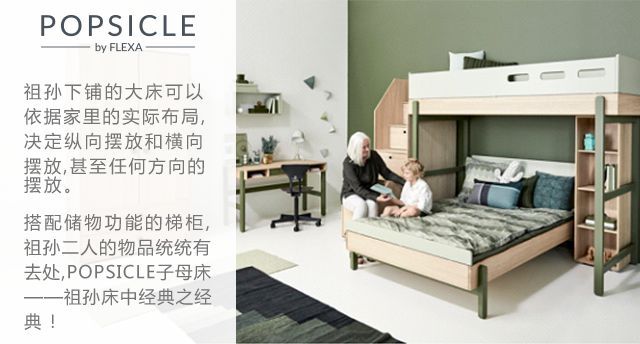 POPSICLE
by FLEXA
祖孙下铺的大床可以
依据家里的实际布局,
决定纵向摆放和横向
摆放,甚至任何方向的
摆放。
搭配储物功能的梯柜,
祖孙二人的物品统统有
去处,POPSICLE子母床
——祖孙床中经典之经
典！